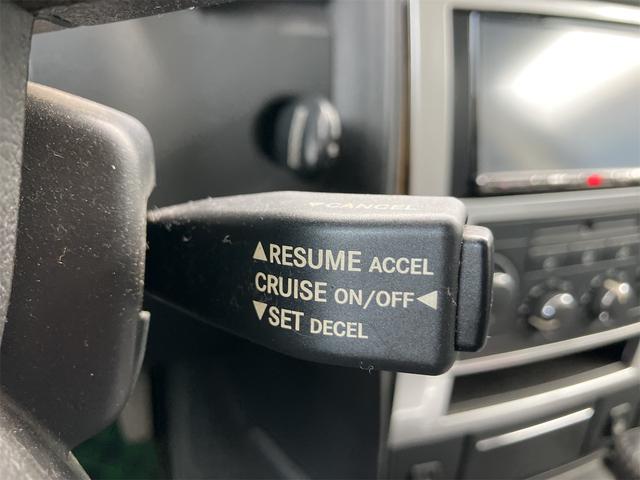 ▼CANCEL
▲RESUME ACCEL
CRUISE ON/OFF◀
▼SET DECEL